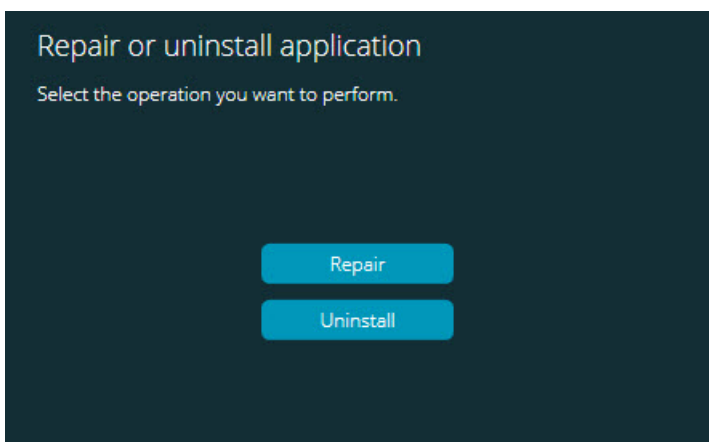 Repair or uninstall application
Select the operation you want to perform.
Repair
Uninstall